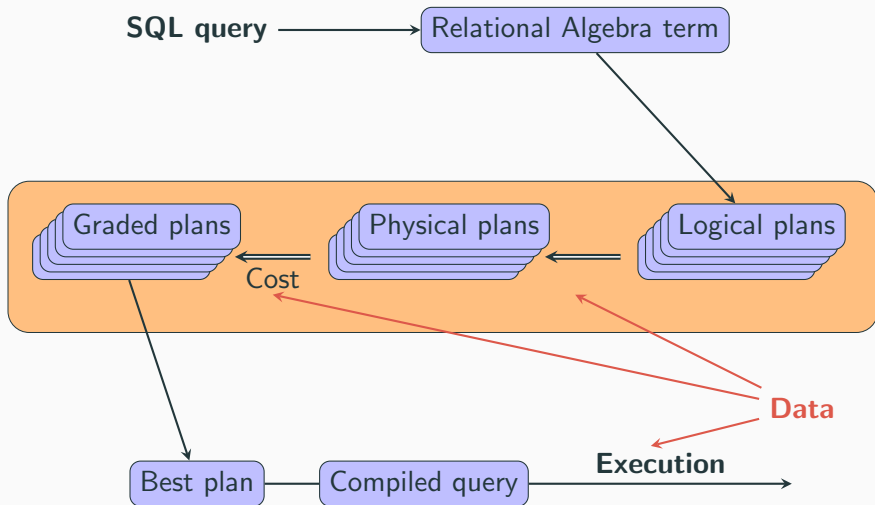 SQL query
Relational Algebra term
Graded plans
Physical plans
Logical plans
Cost
Data
Execution
Best plan
Compiled query